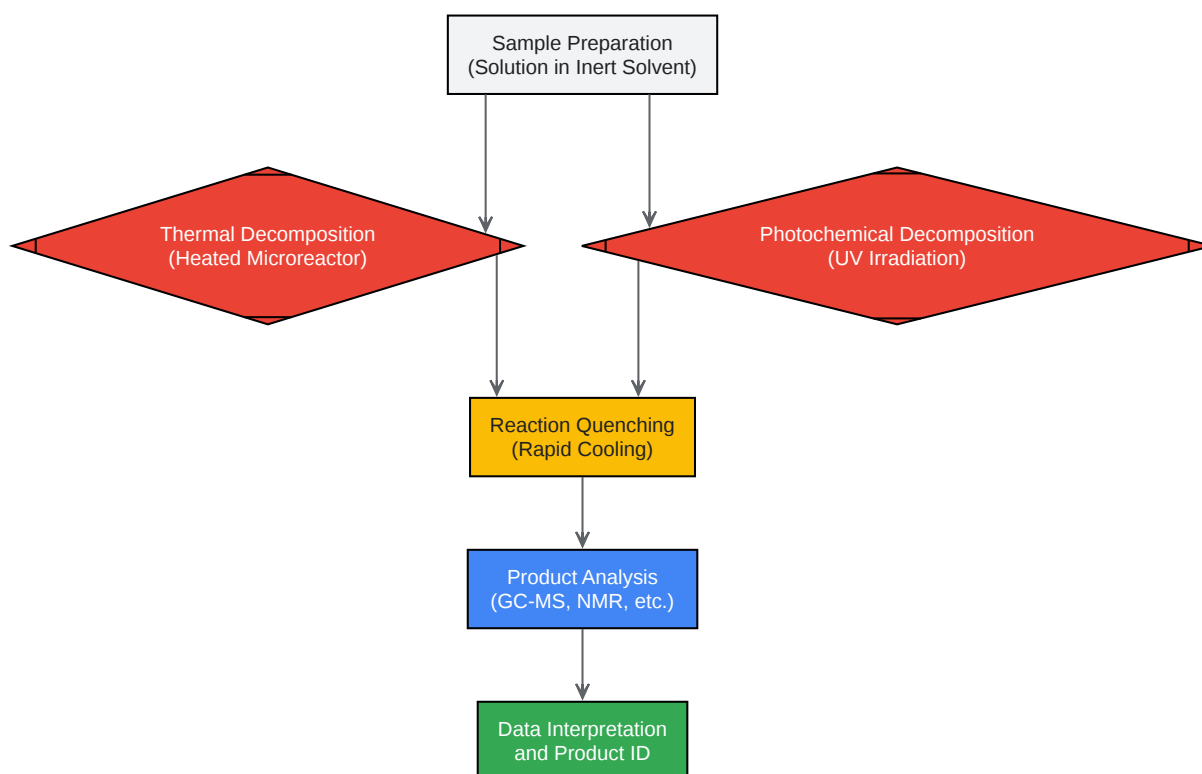 Sample Preparation
(Solution in Inert Solvent)
Thermal Decomposition
(Heated Microreactor)
Photochemical Decomposition
(UV Irradiation)
Reaction Quenching
(Rapid Cooling)
Product Analysis
(GC-MS, NMR, etc.)
Data Interpretation
and Product ID